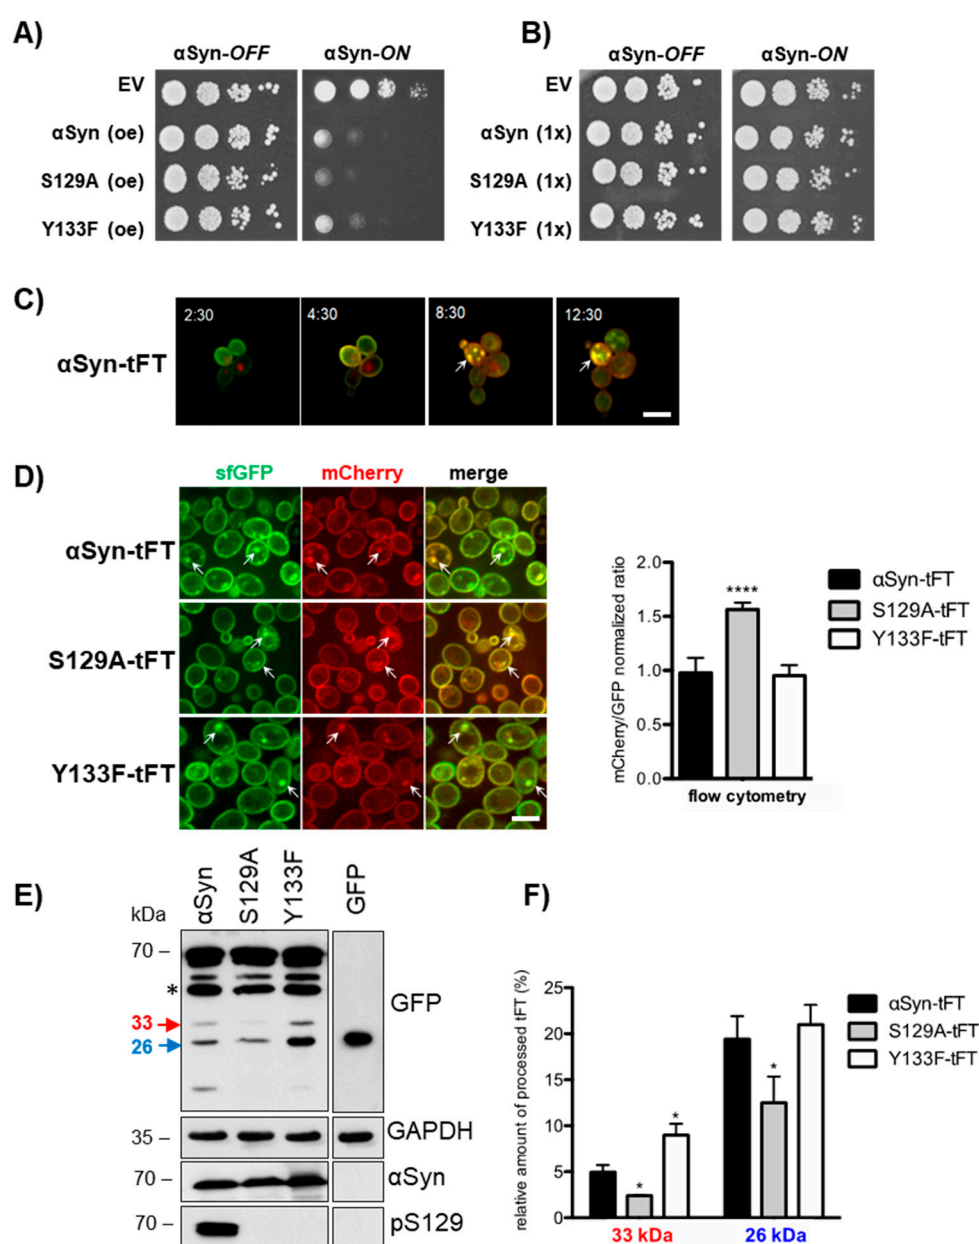 A)
αSyn-OFF
αSyn-ON
EV
αSyn (oe)
S129A (oe)
Y133F (oe)
B)
αSyn-OFF
αSyn-ON
EV
αSyn (1x)
S129A (1x)
Y133F (1x)
C)
αSyn-tFT
2:30
4:30
8:30
12:30
D)
sfGFP
mCherry
merge
αSyn-tFT
S129A-tFT
Y133F-tFT
mCherry/GFP normalized ratio
2.0
1.5
1.0
0.5
0.0
****
flow cytometry
αSyn-tFT
S129A-tFT
Y133F-tFT
E)
kDa
αSyn
S129A
Y133F
GFP
70 –
*
33
26
GFP
35 –
GAPDH
70 –
αSyn
70 –
pS129
F)
relative amount of processed tFT (%)
25
20
15
10
5
0
*
*
*
33 kDa
26 kDa
αSyn-tFT
S129A-tFT
Y133F-tFT